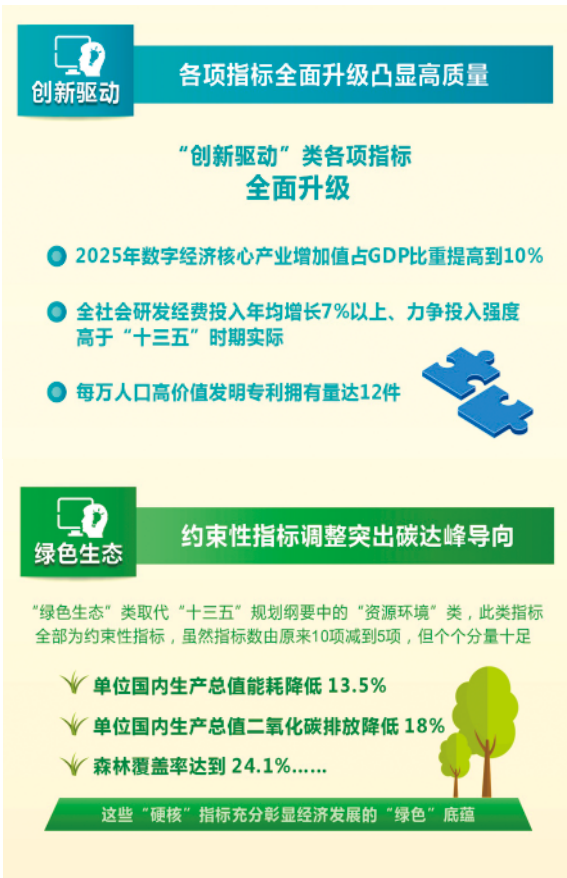 创新驱动
各项指标全面升级凸显高质量
“创新驱动”类各项指标
全面升级
2025年数字经济核心产业增加值占GDP比重提高到10%
全社会研发经费投入年均增长7%以上、力争投入强度
高于“十三五”时期实际
每万人口高价值发明专利拥有量达12件
绿色生态
约束性指标调整突出碳达峰导向
“绿色生态”类取代“十三五”规划纲要中的“资源环境”类，此类指标
全部为约束性指标，虽然指标数由原来10项减到5项，但个个分量十足
单位国内生产总值能耗降低 13.5%
单位国内生产总值二氧化碳排放降低 18%
森林覆盖率达到 24.1%……
这些“硬核”指标充分彰显经济发展的“绿色”底蕴